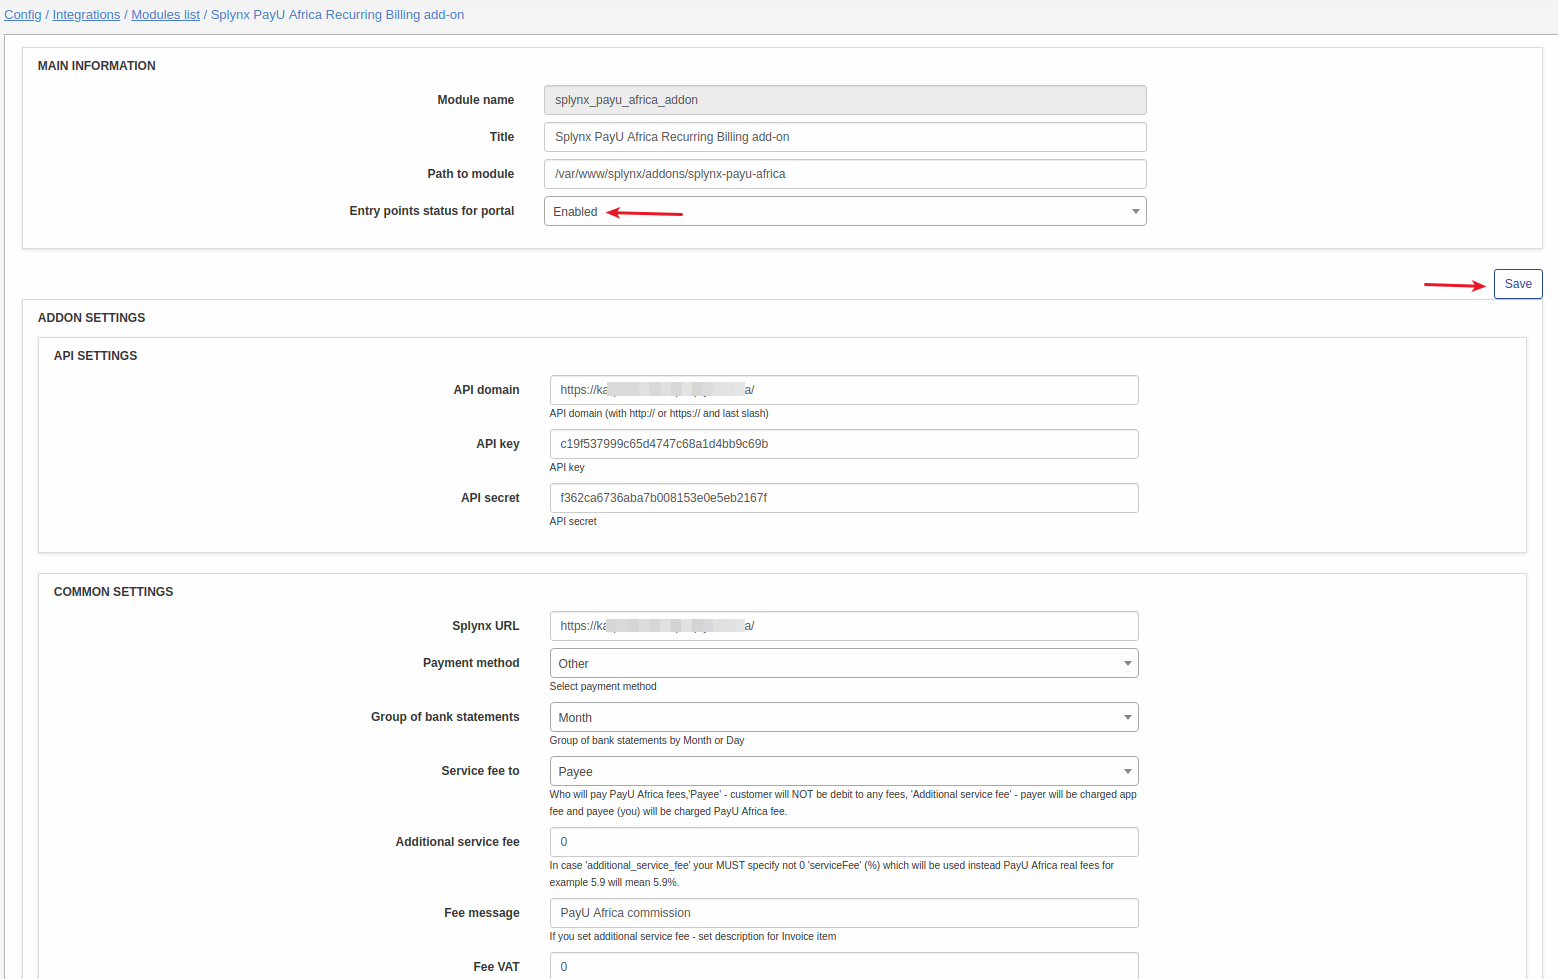 Config / Integrations / Modules list / Splynx PayU Africa Recurring Billing add-on
MAIN INFORMATION
Module name splynx_payu_africa_addon
Title Splynx PayU Africa Recurring Billing add-on
Path to module /var/www/splynx/addons/splynx-payu-africa
Entry points status for portal Enabled
Save
ADDON SETTINGS
API SETTINGS
API domain https://ka a/
API domain (with http:// or https:// and last slash)
API key c19f537999c65d4747c68a1d4bb9c69b
API key
API secret f362ca6736aba7b008153e0e5eb2167f
API secret
COMMON SETTINGS
Splynx URL https://ka a/
Payment method Other
Select payment method
Group of bank statements Month
Group of bank statements by Month or Day
Service fee to Payee
Who will pay PayU Africa fees,'Payee' - customer will NOT be debit to any fees, 'Additional service fee' - payer will be charged app
fee and payee (you) will be charged PayU Africa fee.
Additional service fee 0
In case 'additional_service_fee' your MUST specify not 0 'serviceFee' (%) which will be used instead PayU Africa real fees for
example 5.9 will mean 5.9%.
Fee message PayU Africa commission
If you set additional service fee - set description for Invoice item
Fee VAT 0